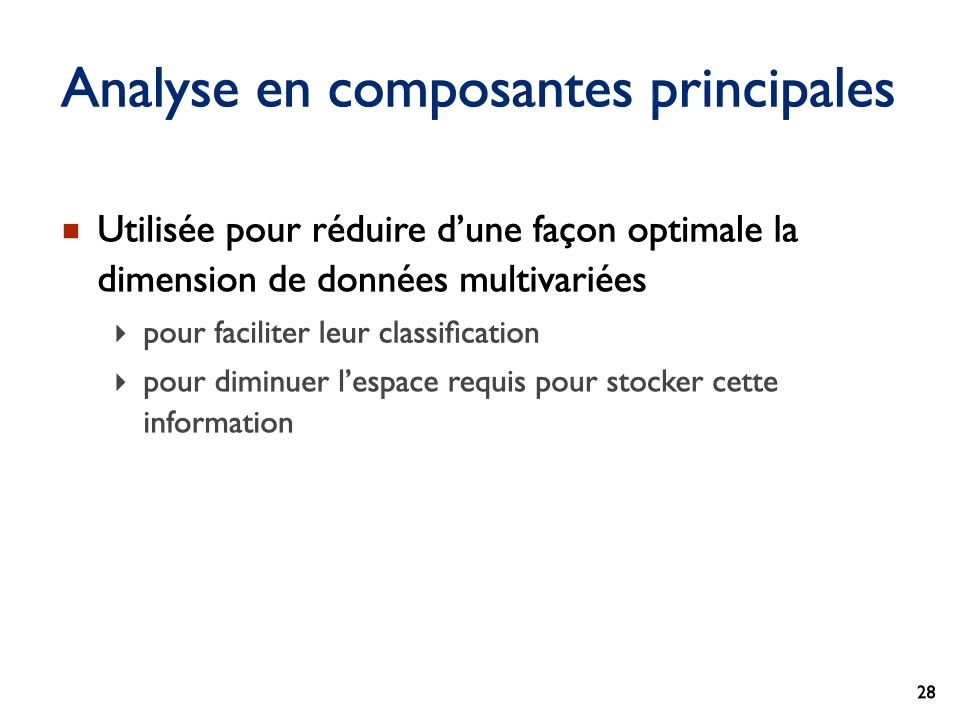 Analyse en composantes principales
Utilisée pour réduire d’une façon optimale la
dimension de données multivariées
pour faciliter leur classification
pour diminuer l’espace requis pour stocker cette
information
28